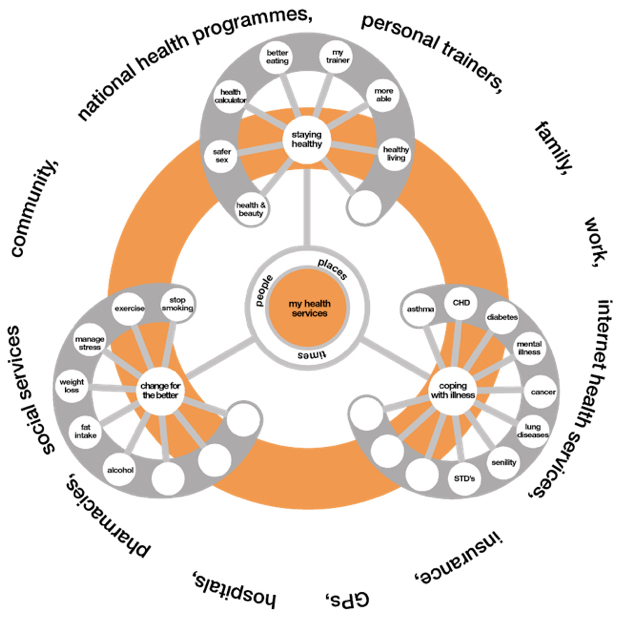 national health programmes,
personal trainers,
family,
work,
internet health services,
insurance,
GPs,
hospitals,
pharmacies,
social services
community,
better
eating
my
trainer
health
calculator
more
able
safer
sex
healthy
living
health &
beauty
staying
healthy
people
places
times
my health
services
stop
smoking
exercise
manage
stress
weight
loss
fat
intake
alcohol
change for
the better
asthma
CHD
diabetes
mental
illness
cancer
lung
diseases
senility
STD's
coping
with illness